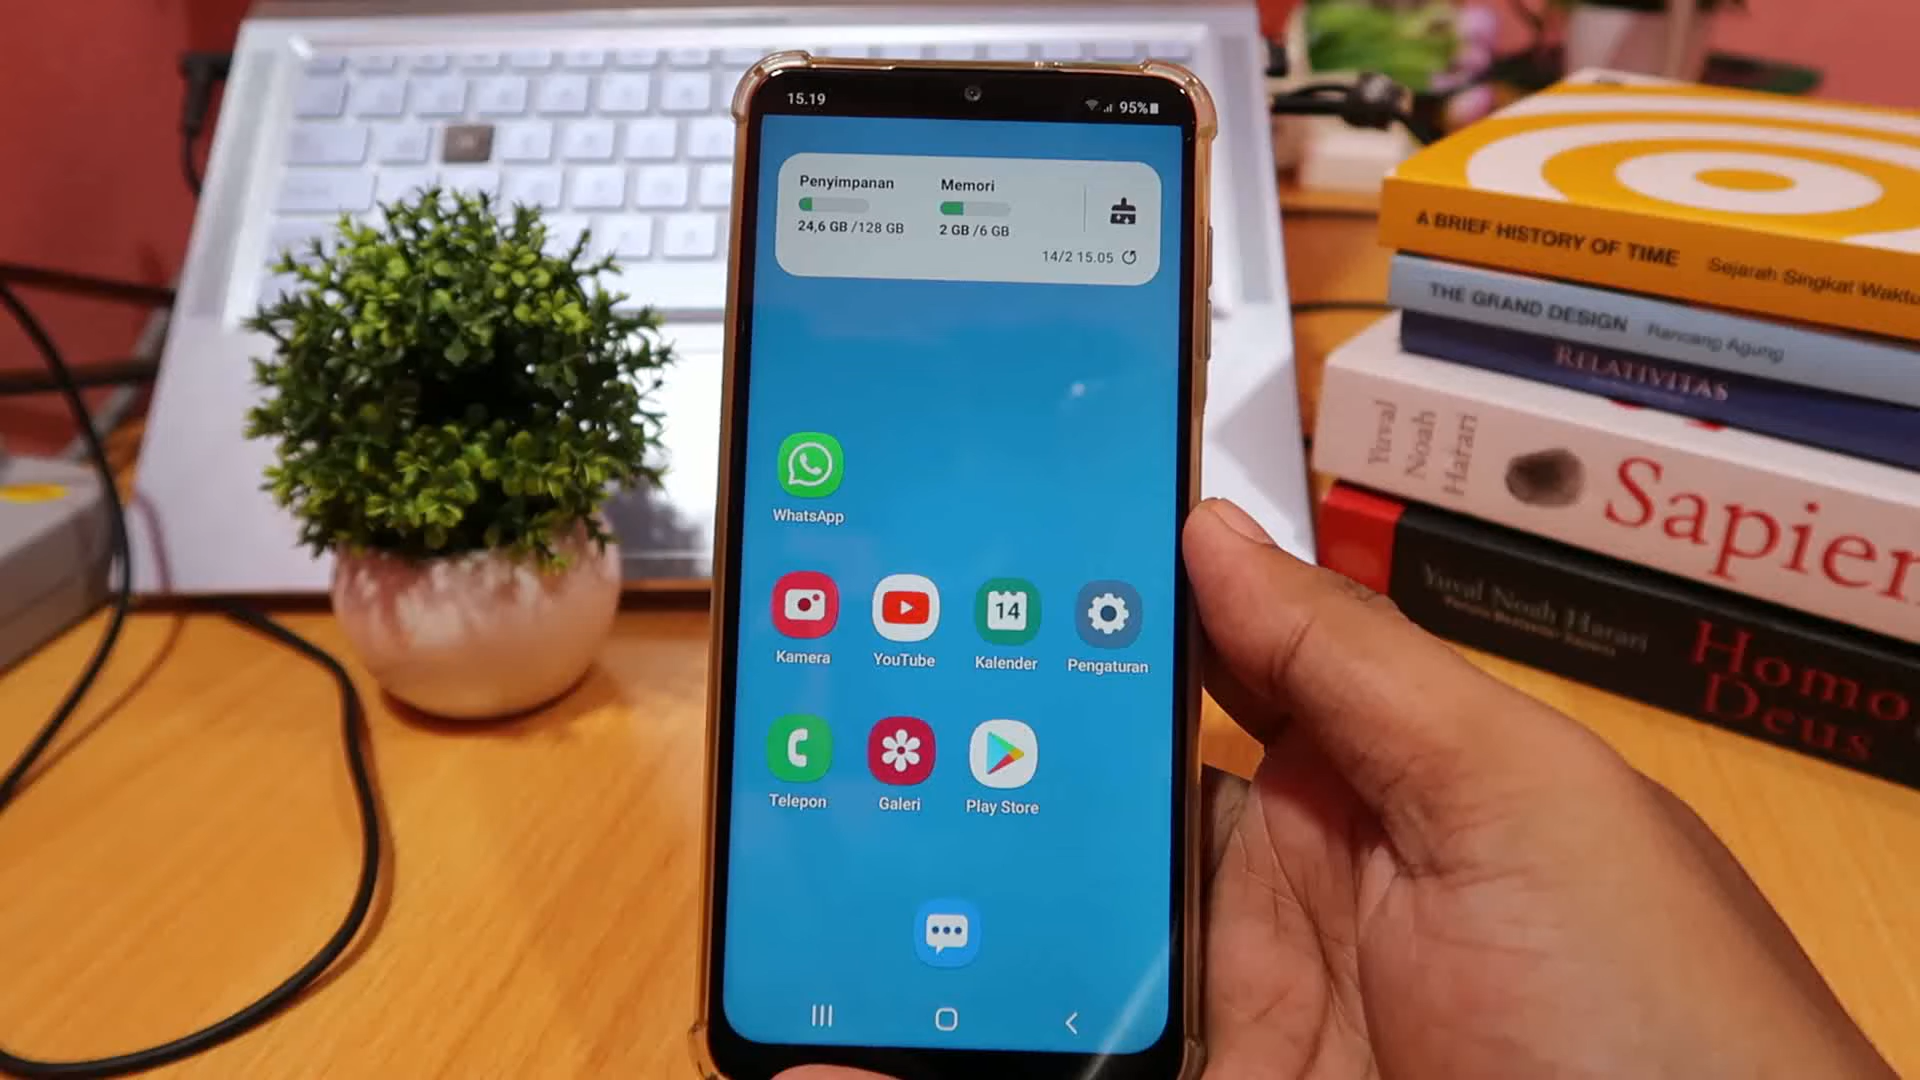 15.19
95%
Penyimpanan
Memori
24,6 GB /128 GB
2 GB /6 GB
14/2 15.05
WhatsApp
14
Kamera
YouTube
Kalender
Pengaturan
Telepon
Galeri
Play Store
A BRIEF HISTORY OF TIME Sejarah Singkat Waktu
THE GRAND DESIGN Rancang Agung
RELATIVITAS
Yuval
Noah
Harari
Sapien
Yuval Noah Harari
Homo
Deus